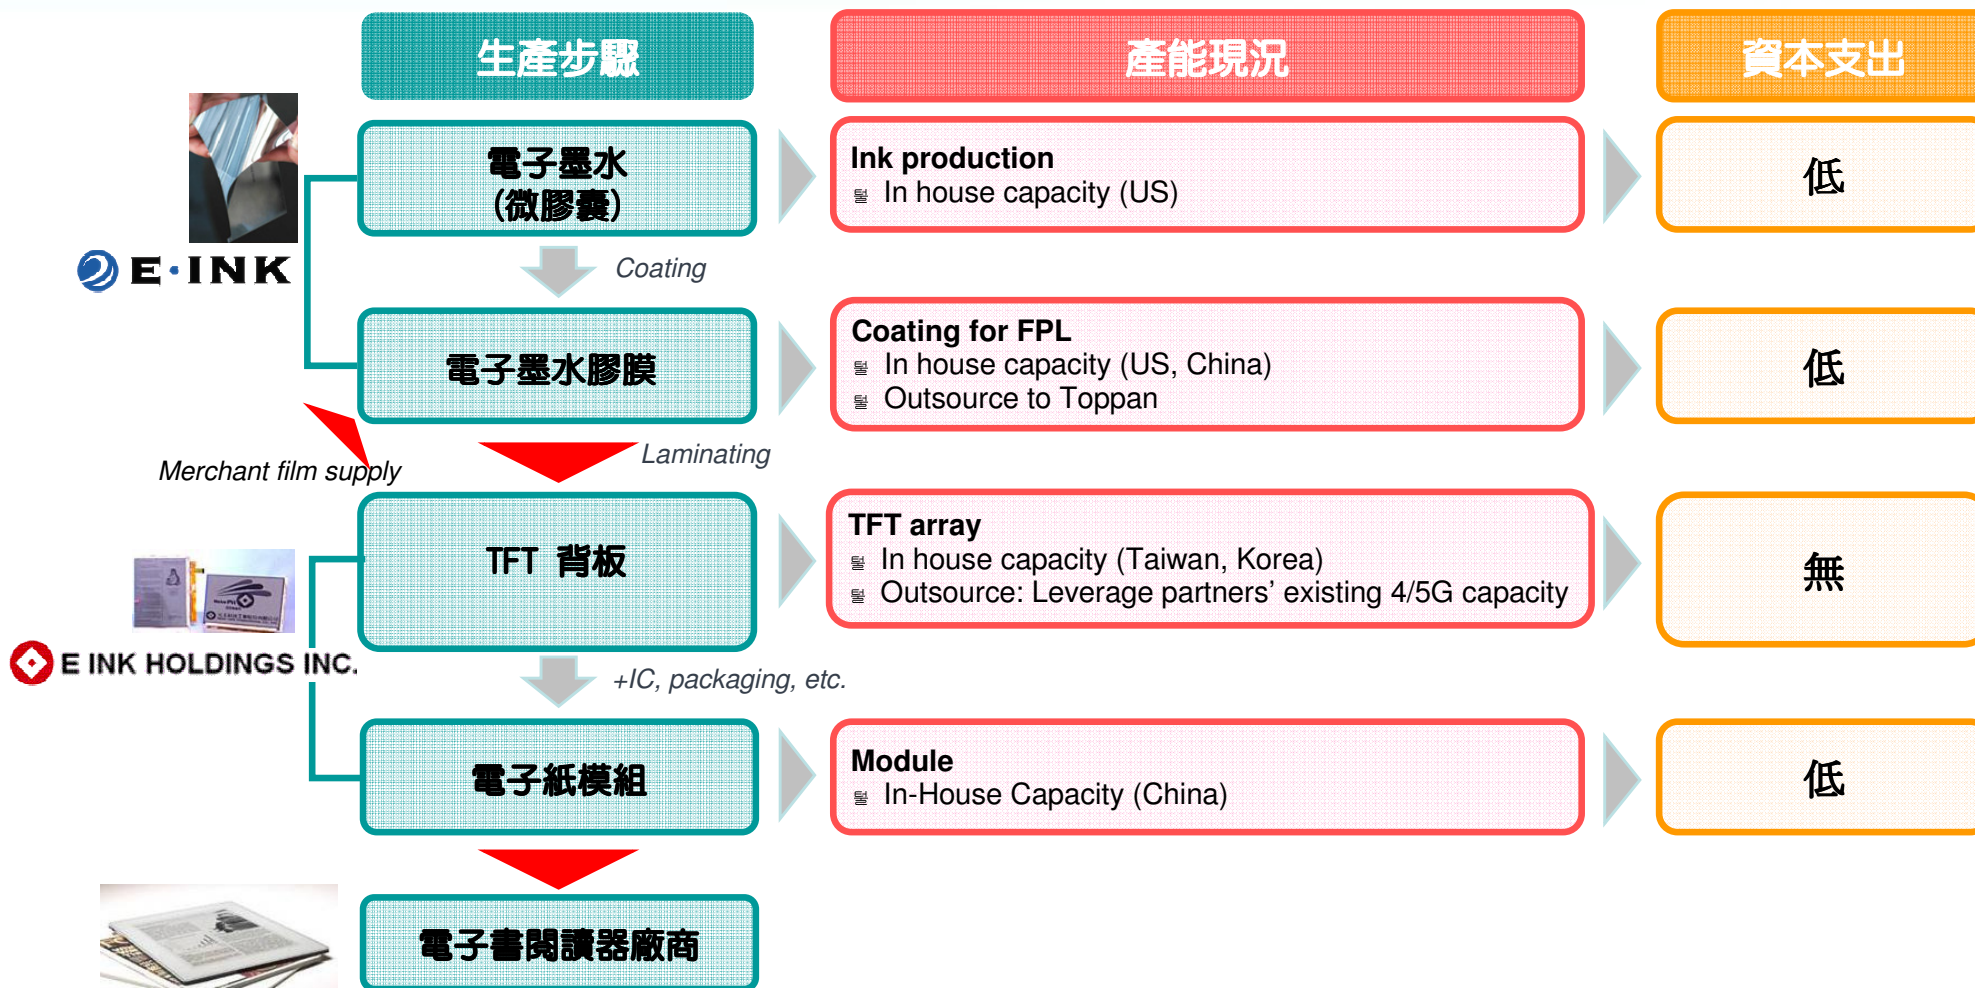 生產步驟
產能現況
資本支出
電子墨水
(微膠囊)
Ink production
In house capacity (US)
低
E·INK
Coating
電子墨水膠膜
Coating for FPL
In house capacity (US, China)
Outsource to Toppan
低
Laminating
Merchant film supply
TFT 背板
TFT array
In house capacity (Taiwan, Korea)
Outsource: Leverage partners’ existing 4/5G capacity
無
E INK HOLDINGS INC.
+IC, packaging, etc.
電子紙模組
Module
In-House Capacity (China)
低
電子書閱讀器廠商